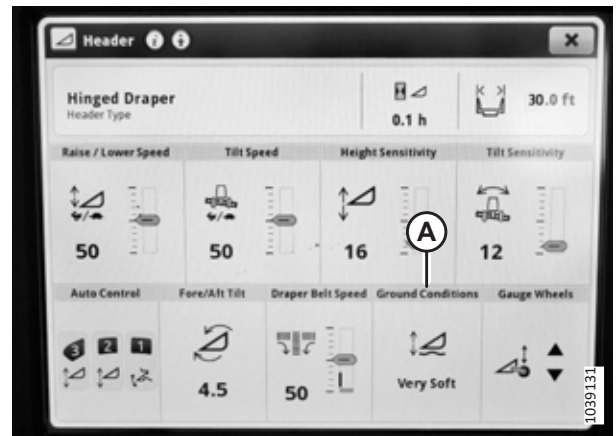 Header
Hinged Draper
Header Type
0.1 h
30.0 ft
Raise / Lower Speed
Tilt Speed
Height Sensitivity
Tilt Sensitivity
50
50
16
12
A
Auto Control
Fore/Aft Tilt
Draper Belt Speed
Ground Conditions
Gauge Wheels
3 2 1
4.5
50
Very Soft
1039131